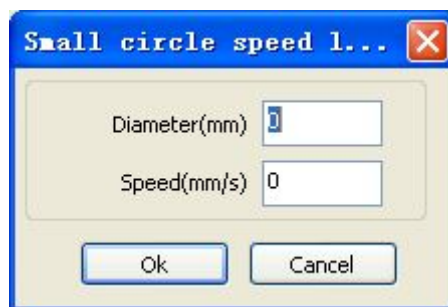 Small circle speed l...
Diameter(mm) 0
Speed(mm/s) 0
Ok Cancel